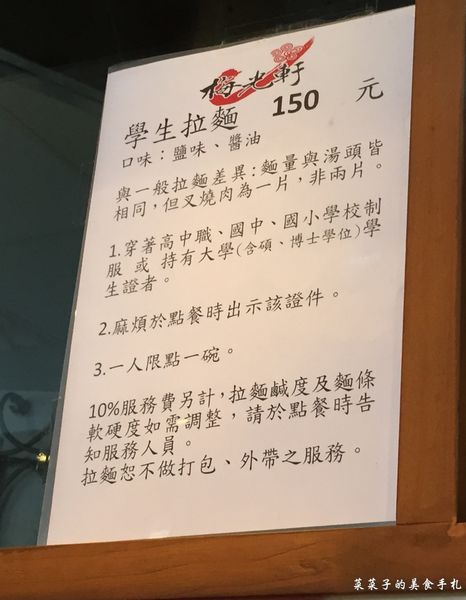 梅光軒
學生拉麵 150 元
口味：鹽味、醬油
與一般拉麵差異：麵量與湯頭皆
相同，但叉燒肉為一片，非兩片。
1.穿著高中職、國中、國小學校制
服 或 持有大學(含碩、博士學位)學
生證者。
2.麻煩於點餐時出示該證件。
3.一人限點一碗。
10%服務費另計，拉麵鹹度及麵條
軟硬度如需調整，請於點餐時告
知服務人員。
拉麵恕不做打包、外帶之服務。
菜菜子的美食手札